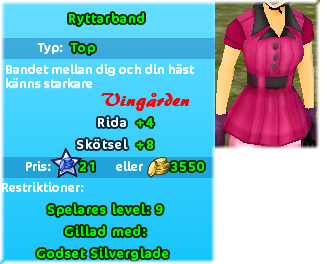 Ryttarband
Typ: Top
Bandet mellan dig och din häst
känns starkare
Vingården
Rida +4
Skötsel +8
Pris: 21 eller 3550
Restriktioner:
Spelares level: 9
Gillad med:
Godset Silverglade